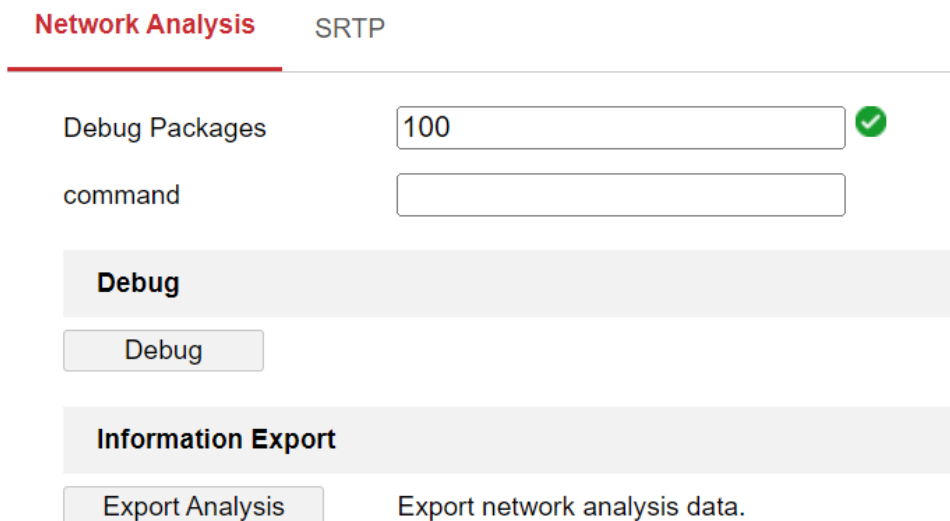 Network Analysis SRTP
Debug Packages 100
command
Debug
Debug
Information Export
Export Analysis Export network analysis data.